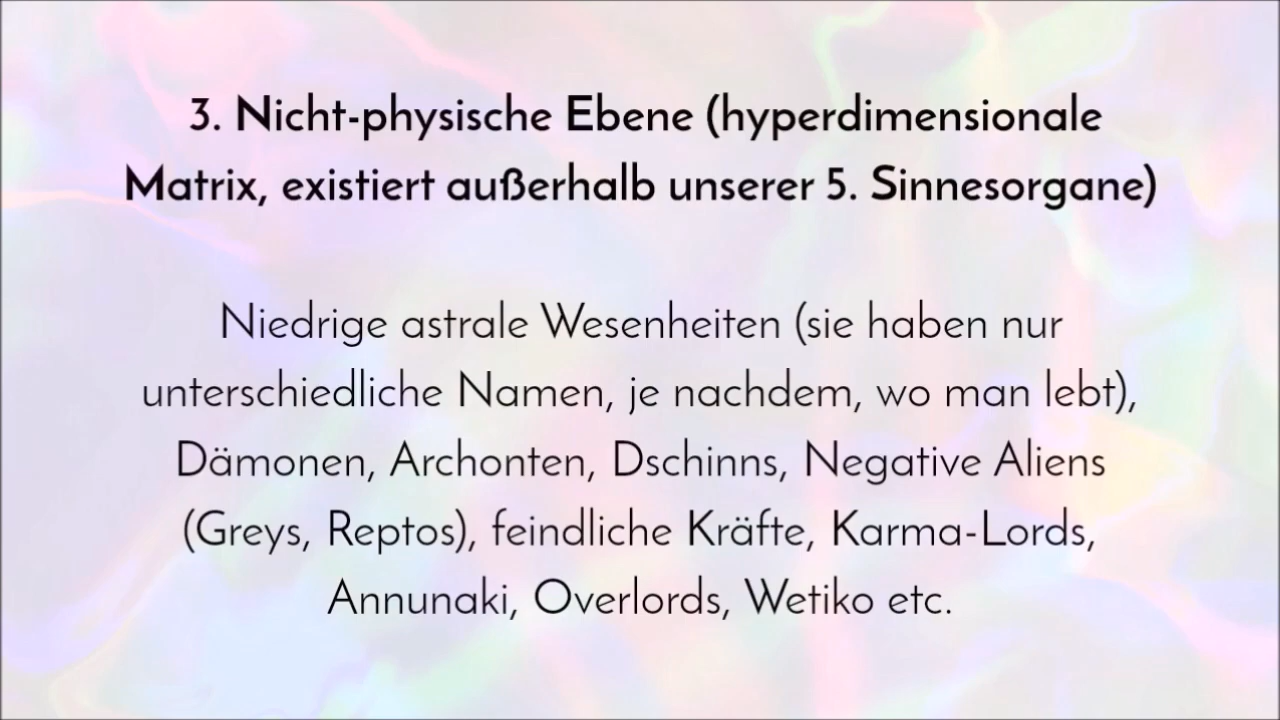 3. Nicht-physische Ebene (hyperdimensionale
Matrix, existiert außerhalb unserer 5. Sinnesorgane)
Niedrige astrale Wesenheiten (sie haben nur
unterschiedliche Namen, je nachdem, wo man lebt),
Dämonen, Archonten, Dschinns, Negative Aliens
(Greys, Reptos), feindliche Kräfte, Karma-Lords,
Annunaki, Overlords, Wetiko etc.